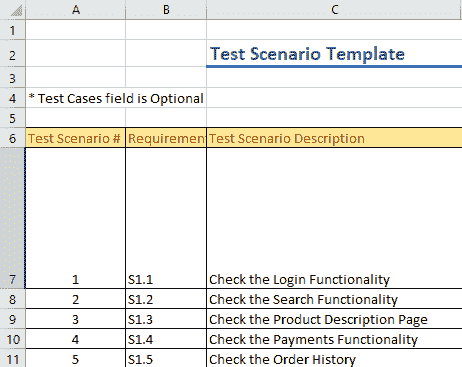 A B C
1
2 Test Scenario Template
3
4 * Test Cases field is Optional
5
6 Test Scenario # Requiremen Test Scenario Description
7 1 S1.1 Check the Login Functionality
8 2 S1.2 Check the Search Functionality
9 3 S1.3 Check the Product Description Page
10 4 S1.4 Check the Payments Functionality
11 5 S1.5 Check the Order History